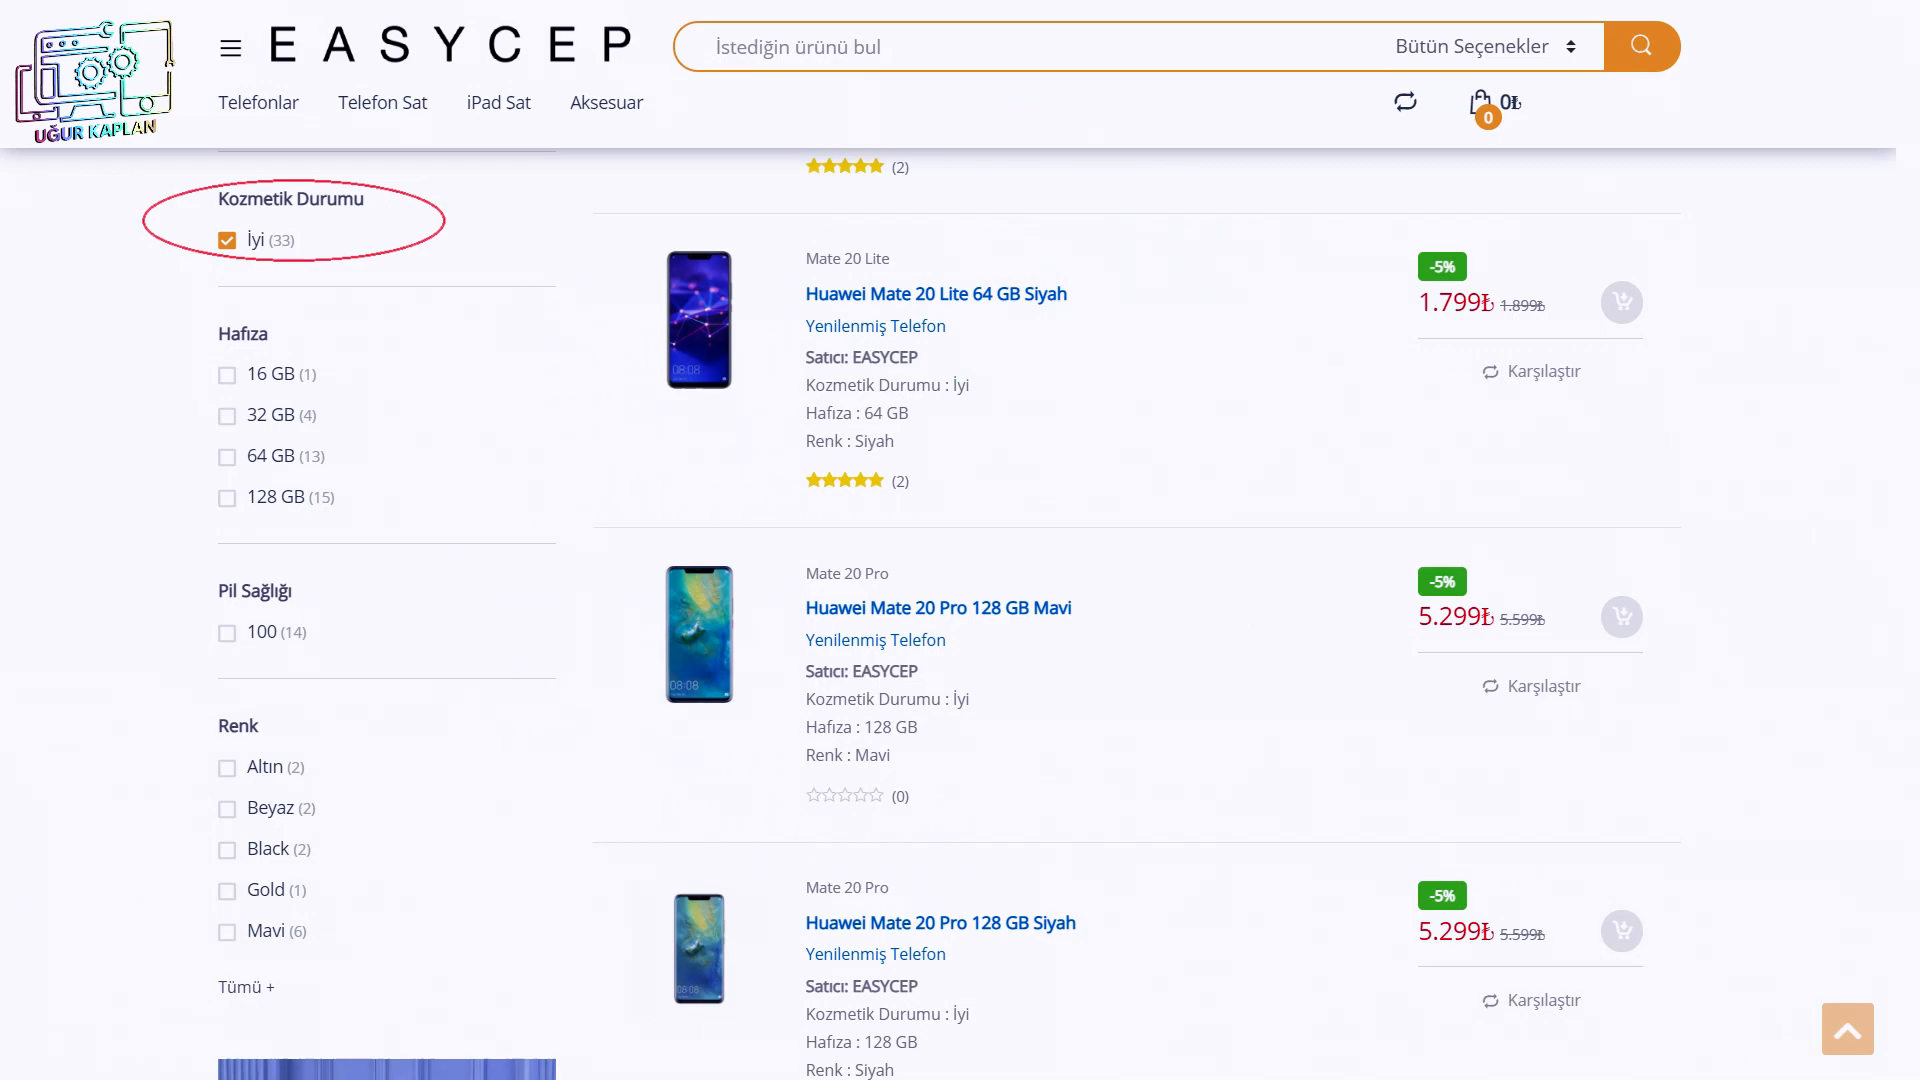 UĞUR KAPLAN
EASYCEP
İstediğin ürünü bul
Bütün Seçenekler
Telefonlar
Telefon Sat
iPad Sat
Aksesuar
0
0₺
Kozmetik Durumu
İyi (33)
Hafıza
16 GB (1)
32 GB (4)
64 GB (13)
128 GB (15)
Pil Sağlığı
100 (14)
Renk
Altın (2)
Beyaz (2)
Black (2)
Gold (1)
Mavi (6)
Tümü +
(2)
Mate 20 Lite
Huawei Mate 20 Lite 64 GB Siyah
Yenilenmiş Telefon
Satıcı: EASYCEP
Kozmetik Durumu : İyi
Hafıza : 64 GB
Renk : Siyah
(2)
08:08
-5%
1.799₺ 1.899₺
Karşılaştır
Mate 20 Pro
Huawei Mate 20 Pro 128 GB Mavi
Yenilenmiş Telefon
Satıcı: EASYCEP
Kozmetik Durumu : İyi
Hafıza : 128 GB
Renk : Mavi
(0)
08:08
-5%
5.299₺ 5.599₺
Karşılaştır
Mate 20 Pro
Huawei Mate 20 Pro 128 GB Siyah
Yenilenmiş Telefon
Satıcı: EASYCEP
Kozmetik Durumu : İyi
Hafıza : 128 GB
Renk : Siyah
08:08
-5%
5.299₺ 5.599₺
Karşılaştır